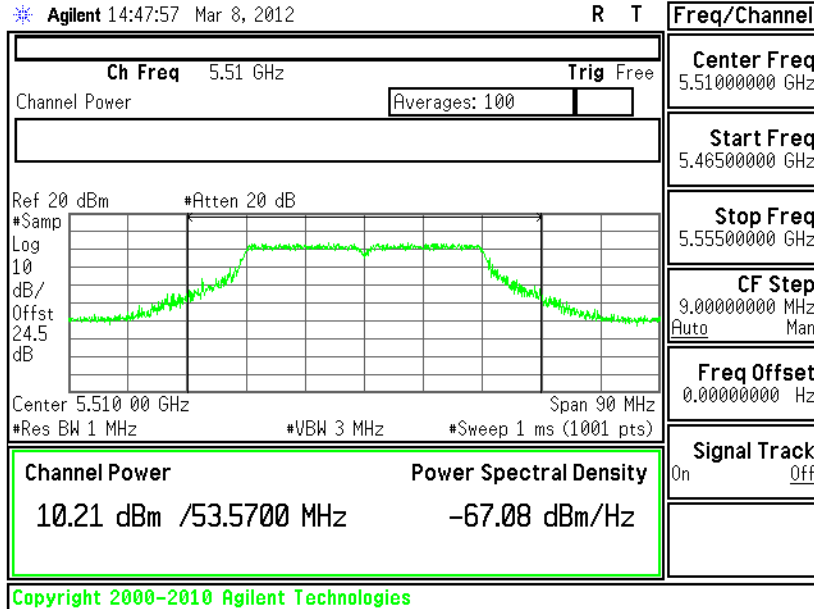 Agilent 14:47:57 Mar 8, 2012 R T
Freq/Channel
Ch Freq 5.51 GHz Trig Free
Channel Power Averages: 100
Ref 20 dBm #Atten 20 dB
#Samp
Log
10
dB/
Offst
24.5
dB
Center 5.510 00 GHz Span 90 MHz
#Res BW 1 MHz #VBW 3 MHz #Sweep 1 ms (1001 pts)
Channel Power Power Spectral Density
10.21 dBm /53.5700 MHz -67.08 dBm/Hz
Center Freq
5.51000000 GHz
Start Freq
5.46500000 GHz
Stop Freq
5.55500000 GHz
CF Step
9.00000000 MHz
Auto Man
Freq Offset
0.00000000 Hz
Signal Track
On Off
Copyright 2000-2010 Agilent Technologies